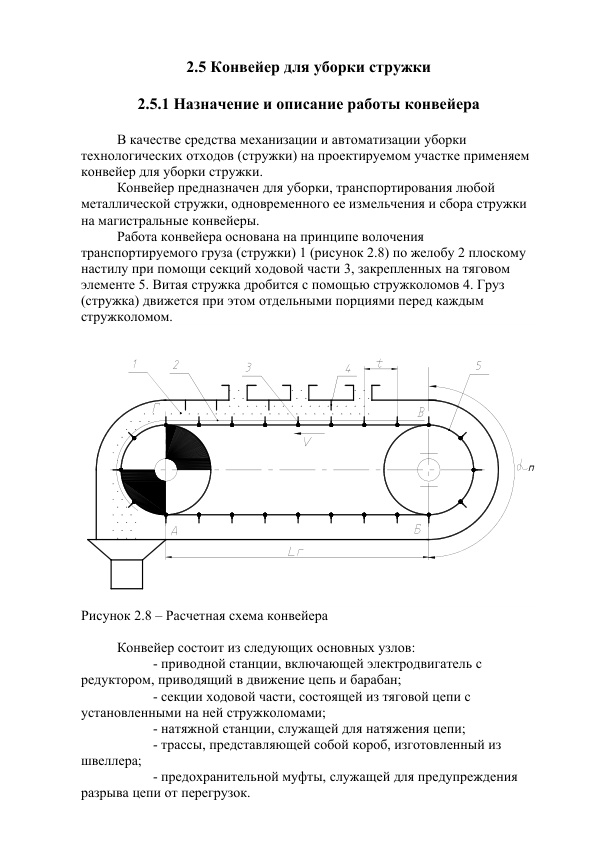 2.5 Конвейер для уборки стружки
2.5.1 Назначение и описание работы конвейера
В качестве средства механизации и автоматизации уборки
технологических отходов (стружки) на проектируемом участке применяем
конвейер для уборки стружки.
Конвейер предназначен для уборки, транспортирования любой
металлической стружки, одновременного ее измельчения и сбора стружки
на магистральные конвейеры.
Работа конвейера основана на принципе волочения
транспортируемого груза (стружки) 1 (рисунок 2.8) по желобу 2 плоскому
настилу при помощи секций ходовой части 3, закрепленных на тяговом
элементе 5. Витая стружка дробится с помощью стружколомов 4. Груз
(стружка) движется при этом отдельными порциями перед каждым
стружколомом.
1 2 3 4 t 5
Г В
V
αп
А Б
Lг
Рисунок 2.8 – Расчетная схема конвейера
Конвейер состоит из следующих основных узлов:
- приводной станции, включающей электродвигатель с
редуктором, приводящий в движение цепь и барабан;
- секции ходовой части, состоящей из тяговой цепи с
установленными на ней стружколомами;
- натяжной станции, служащей для натяжения цепи;
- трассы, представляющей собой короб, изготовленный из
швеллера;
- предохранительной муфты, служащей для предупреждения
разрыва цепи от перегрузок.